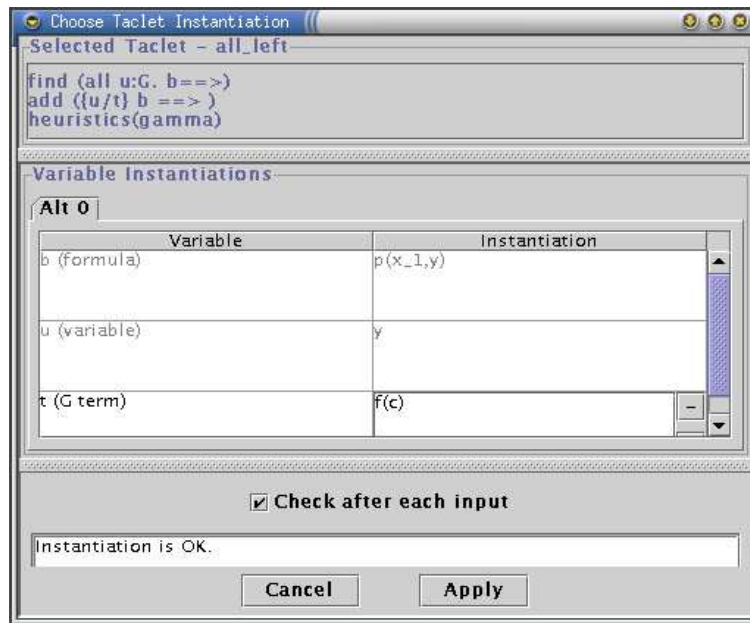 Choose Taclet Instantiation
Selected Taclet - all_left
find (all u:G. b==>)
add ({u/t} b ==> )
heuristics(gamma)
Variable Instantiations
Alt 0
Variable Instantiation
b (formula) p(x_1,y)
u (variable) y
t (G term) f(c)
Check after each input
Instantiation is OK.
Cancel Apply